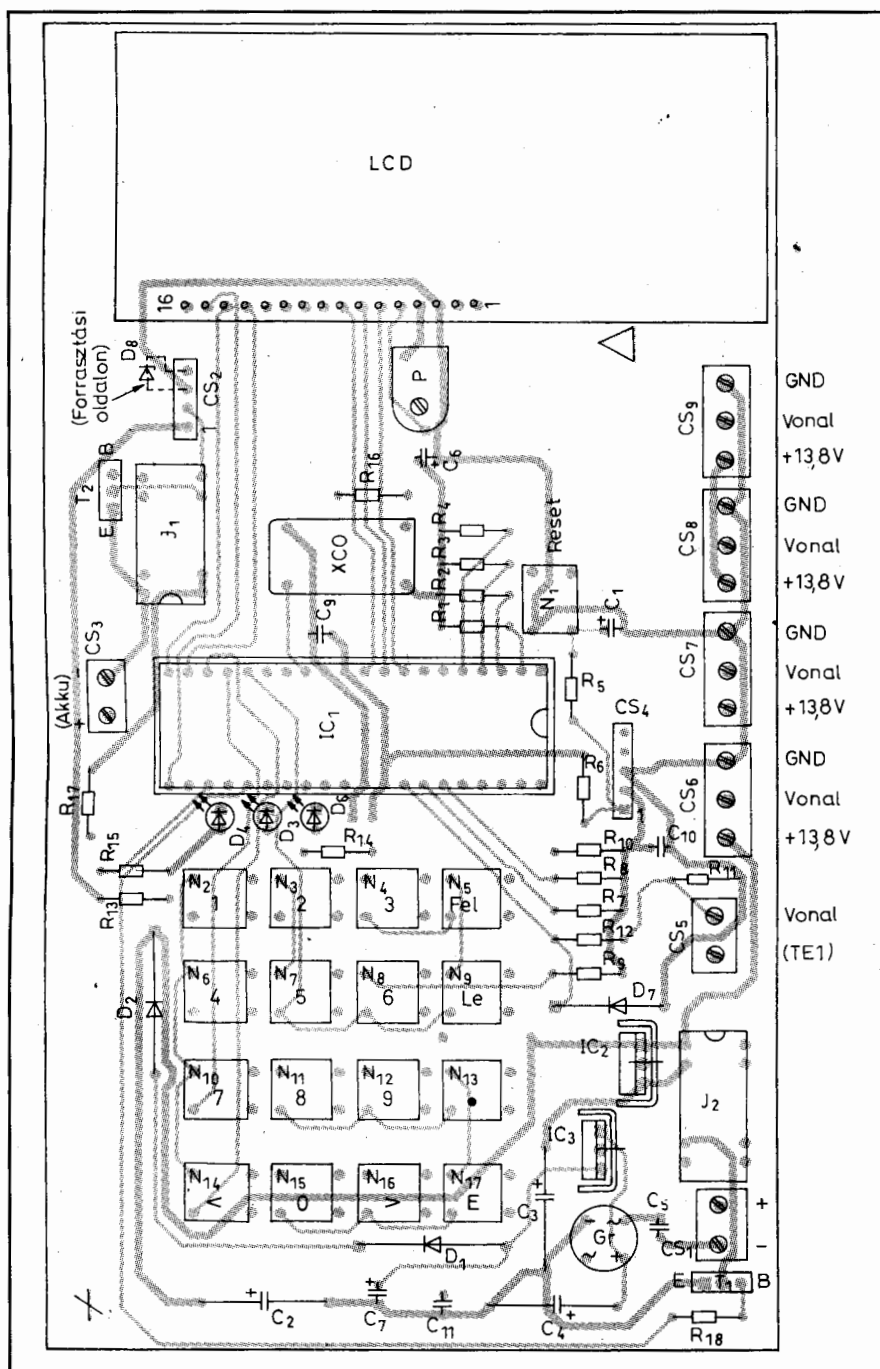 LCD
16
1
D8
(Forrasztási
oldalon)
CS2
P
C6
GND
CS9
Vonal
+13,8V
T2
E
B
J1
R16
XCO
R4
R3
R2
R1
Reset
N1
C1
GND
CS8
Vonal
+13,8V
C9
CS3
(Akku)
+
-
IC1
R5
CS4
GND
CS7
Vonal
+13,8V
R17
R6
1
GND
CS6
Vonal
+13,8V
D4
D3
D6
R15
R14
R13
R10
C10
R8
R11
R7
R12
R9
CS5
Vonal
(TE1)
N2
1
N3
2
N4
3
N5
Fel
D2
N6
4
N7
5
N8
6
N9
Le
D7
IC2
N10
7
N11
8
N12
9
N13
J2
IC3
N14
<
N15
0
N16
>
N17
E
C3
Gr
C5
CS1
+
-
D1
E
T1
B
C2
C7
C11
C4
R18